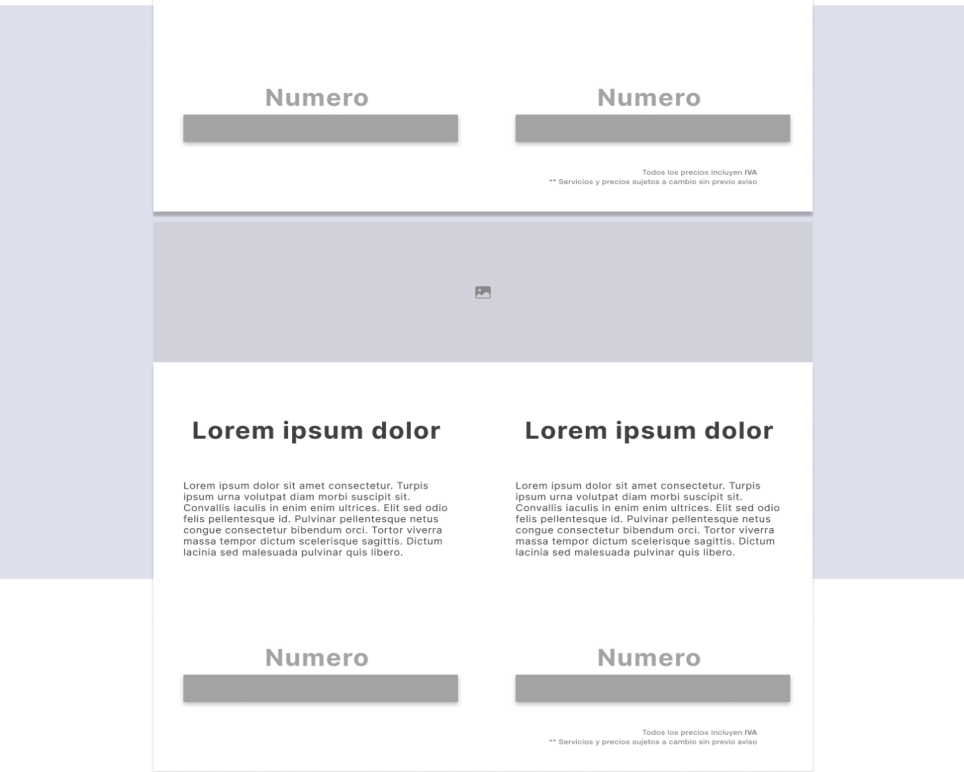 Numero
Numero
Todos los precios incluyen IVA
** Servicios y precios sujetos a cambio sin previo aviso
Lorem ipsum dolor
Lorem ipsum dolor sit amet consectetur. Turpis
ipsum urna volutpat diam morbi suscipit sit.
Convallis iaculis in enim enim ultrices. Elit sed odio
felis pellentesque id. Pulvinar pellentesque netus
congue consectetur bibendum orci. Tortor viverra
massa tempor dictum scelerisque sagittis. Dictum
lacinia sed malesuada pulvinar quis libero.
Numero
Lorem ipsum dolor
Lorem ipsum dolor sit amet consectetur. Turpis
ipsum urna volutpat diam morbi suscipit sit.
Convallis iaculis in enim enim ultrices. Elit sed odio
felis pellentesque id. Pulvinar pellentesque netus
congue consectetur bibendum orci. Tortor viverra
massa tempor dictum scelerisque sagittis. Dictum
lacinia sed malesuada pulvinar quis libero.
Numero
Todos los precios incluyen IVA
** Servicios y precios sujetos a cambio sin previo aviso